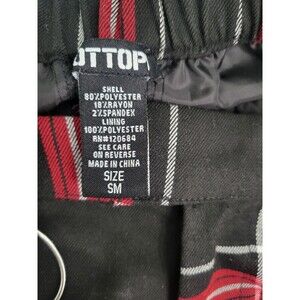 OTTOP
SHELL
80%POLYESTER
18%RAYON
2%SPANDEX
LINING
100%POLYESTER
RN#120684
SEE CARE
ON REVERSE
MADE IN CHINA
SIZE
SM